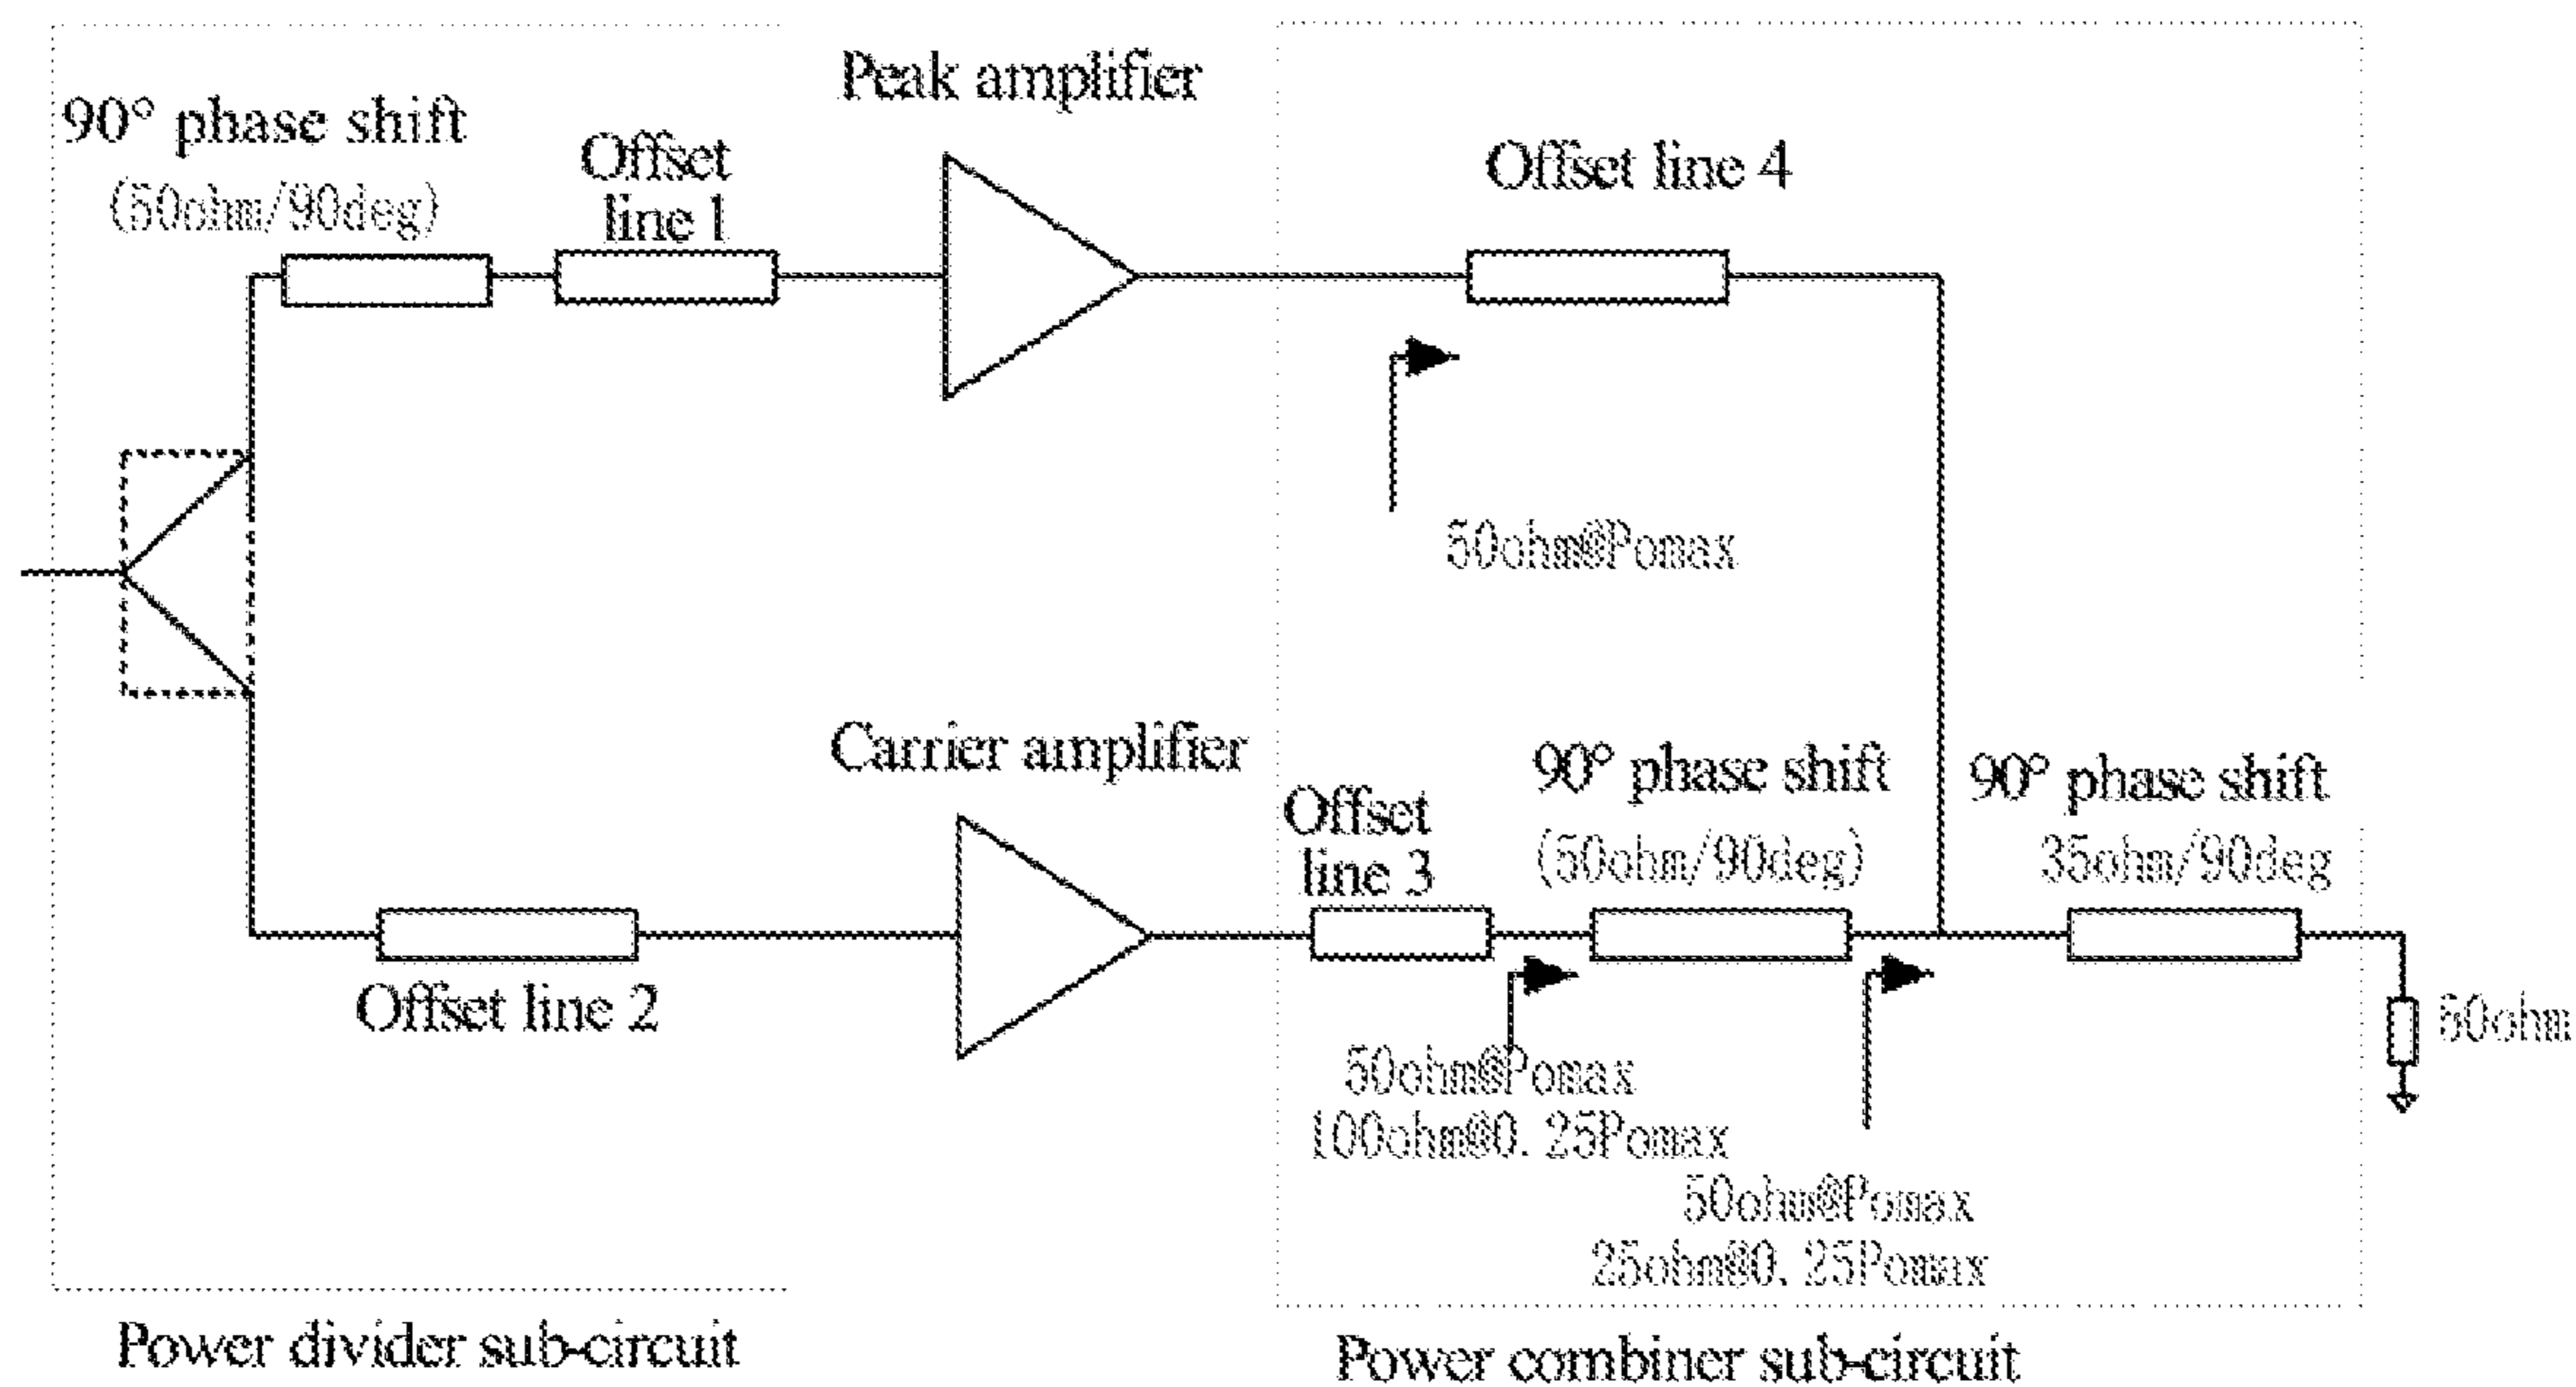 Peak amplifier
90° phase shift
(50ohm/90deg)
Offset
line 1
Offset line 4
50ohm@Pomax
Carrier amplifier
Offset
line 3
90° phase shift
(50ohm/90deg)
90° phase shift
35ohm/90deg
Offset line 2
50ohm
50ohm@Pomax
100ohm@0.25Pomax
50ohm@Pomax
25ohm@0.25Pomax
Power divider sub-circuit
Power combiner sub-circuit